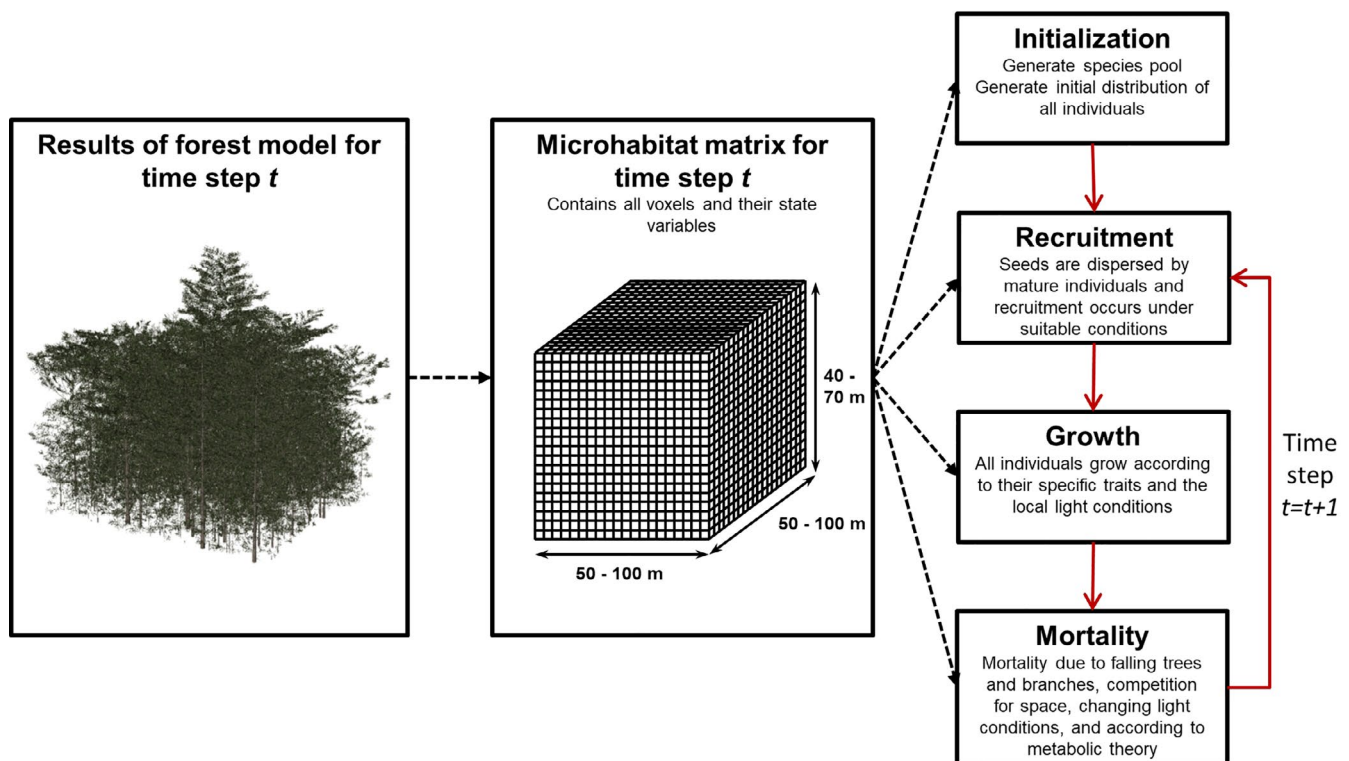 Results of forest model for
time step t
Microhabitat matrix for
time step t
Contains all voxels and their state
variables
40 -
70 m
50 - 100 m
50 - 100 m
Initialization
Generate species pool
Generate initial distribution of
all individuals
Recruitment
Seeds are dispersed by
mature individuals and
recruitment occurs under
suitable conditions
Growth
All individuals grow according
to their specific traits and the
local light conditions
Mortality
Mortality due to falling trees
and branches, competition
for space, changing light
conditions, and according to
metabolic theory
Time
step
t=t+1